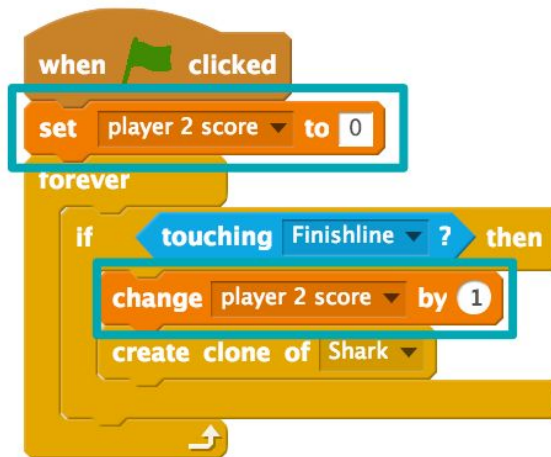 when clicked
set player 2 score to 0
forever
if touching Finishline ? then
change player 2 score by 1
create clone of Shark